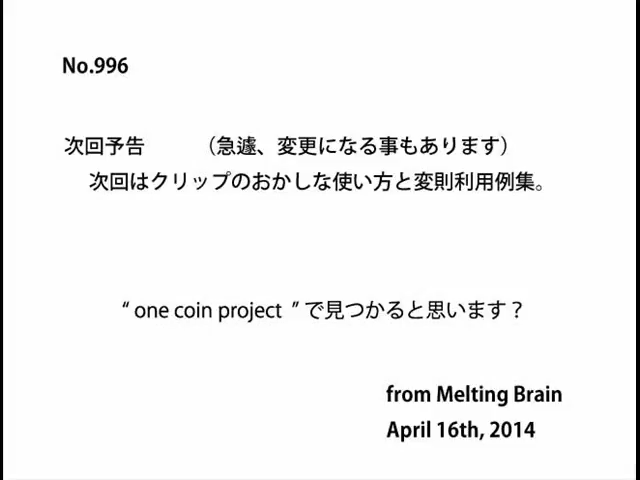 No.996
次回予告　　　（急遽、変更になる事もあります）
次回はクリップのおかしな使い方と変則利用例集。
“ one coin project ” で見つかると思います？
from Melting Brain
April 16th, 2014